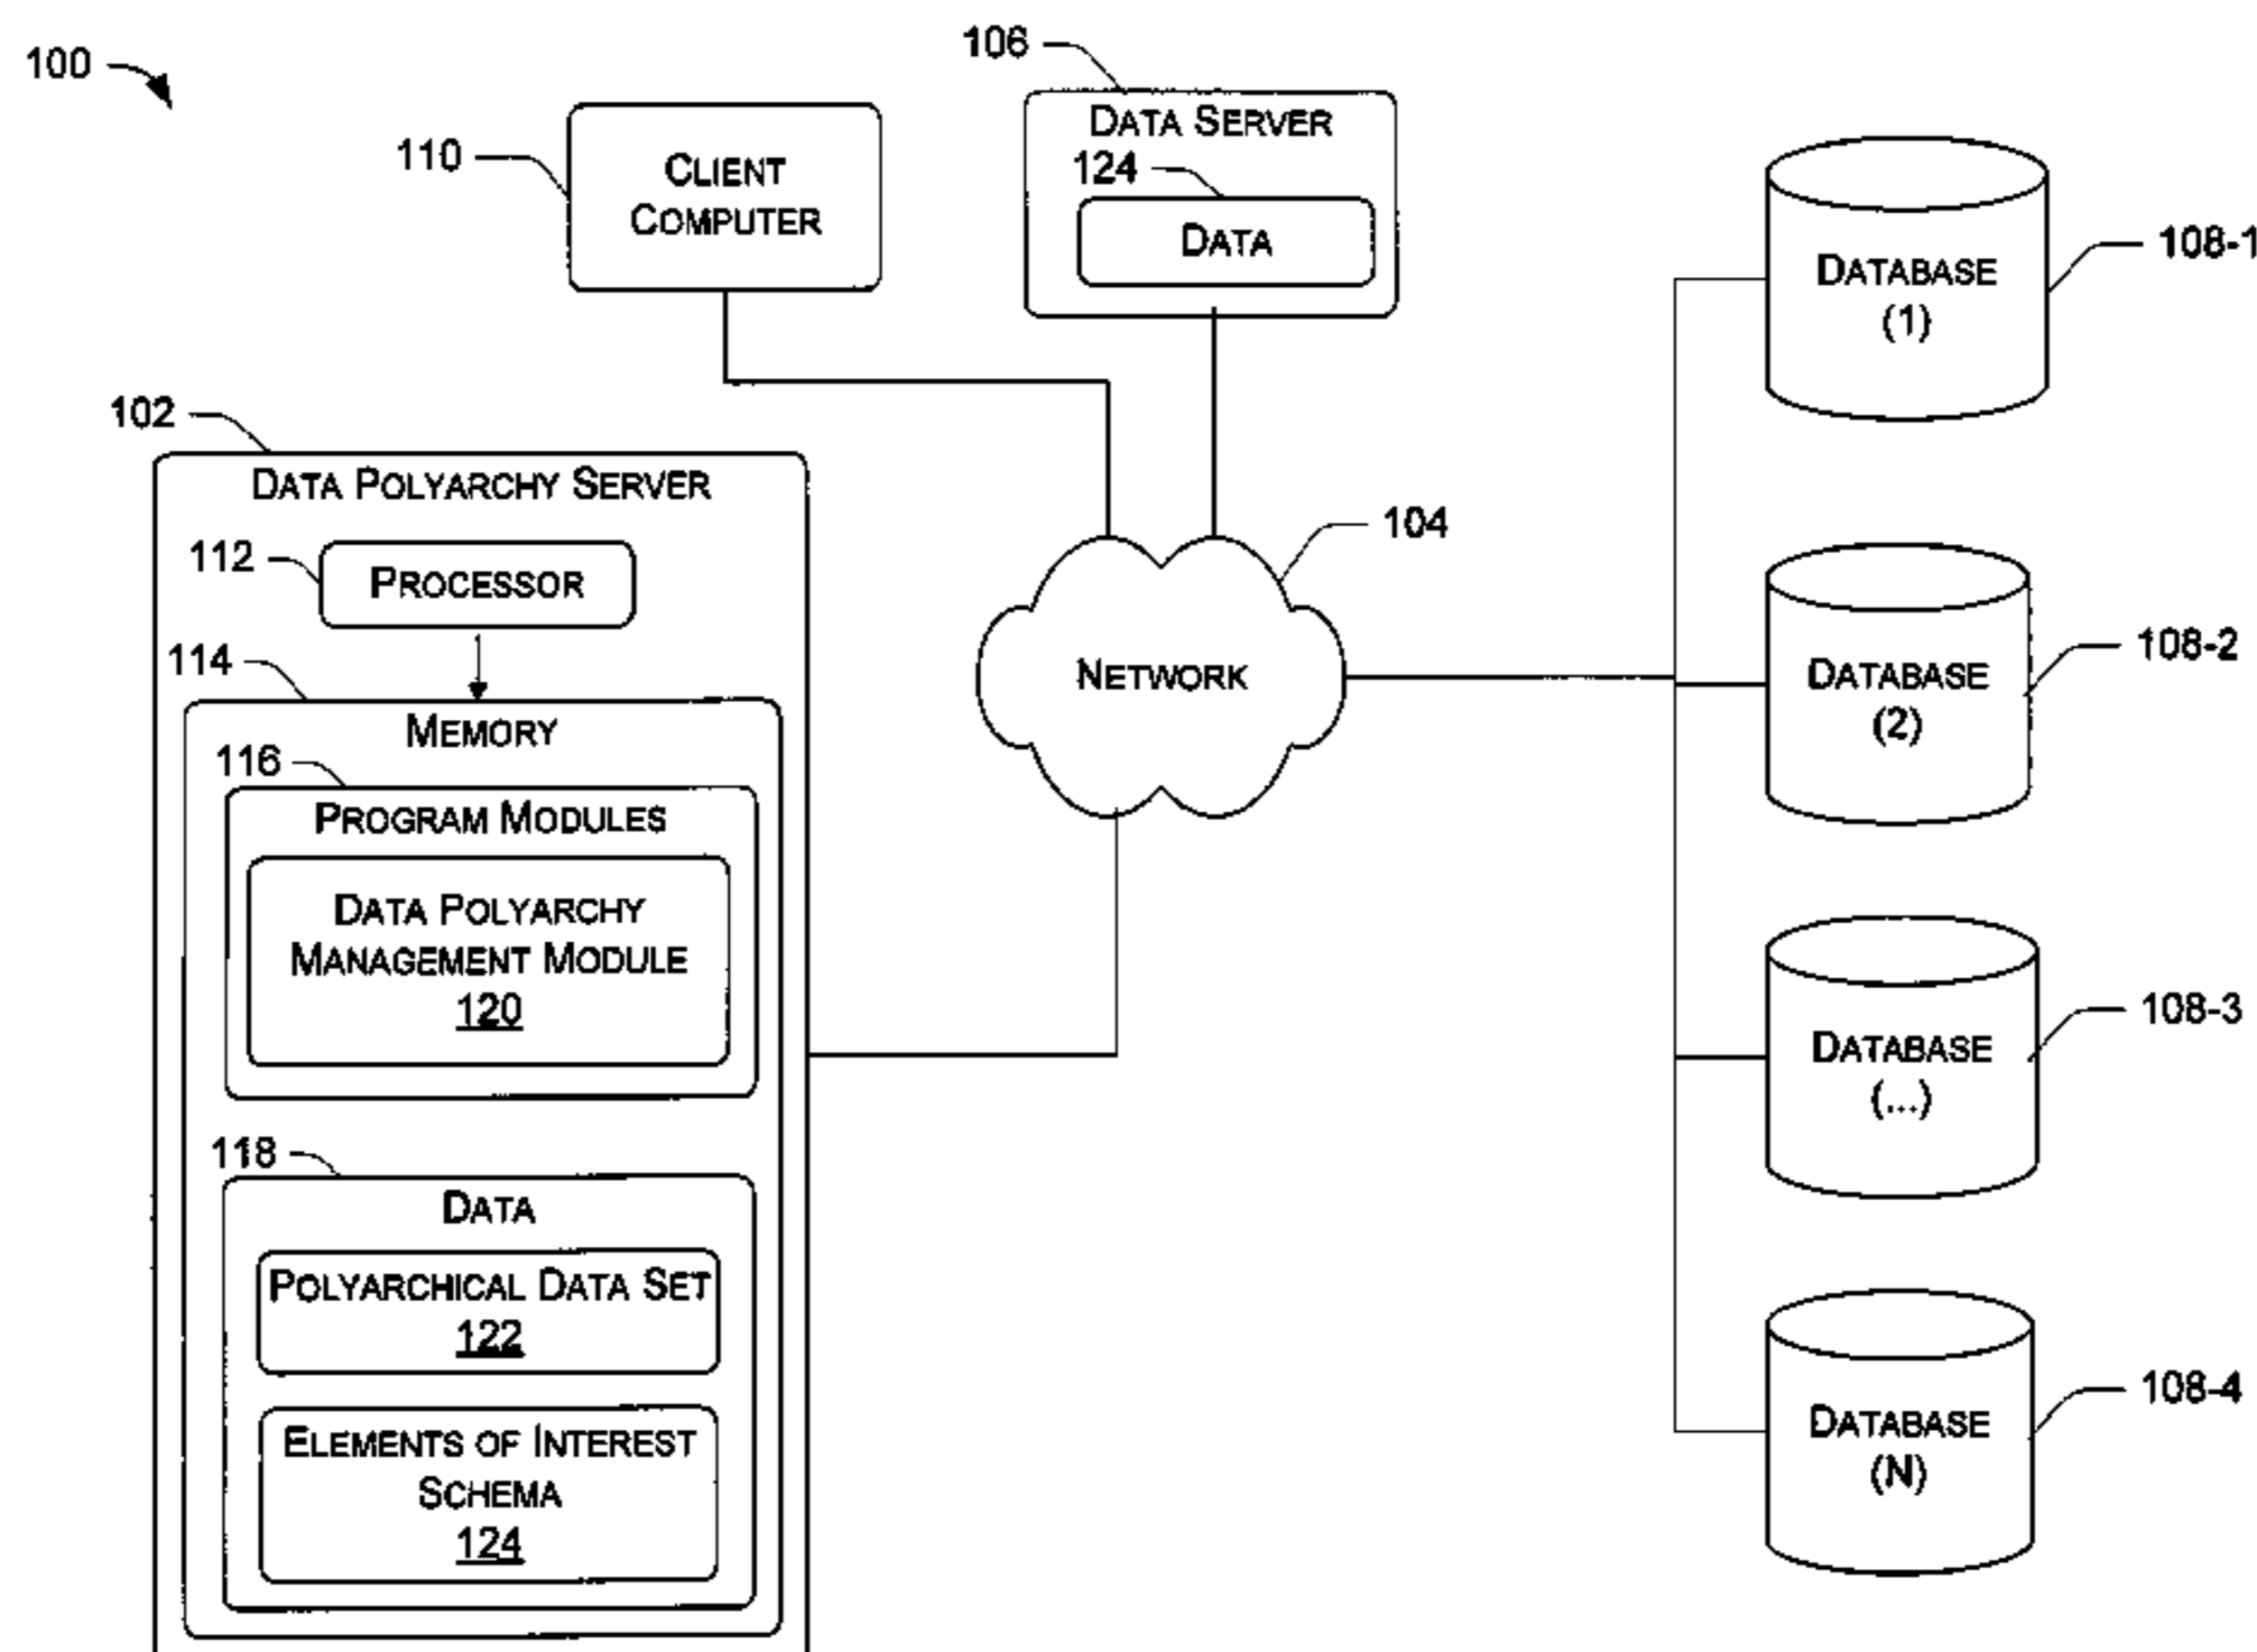 100
106
DATA SERVER
124
DATA
110
CLIENT
COMPUTER
102
DATA POLYARCHY SERVER
112
PROCESSOR
114
MEMORY
116
PROGRAM MODULES
DATA POLYARCHY
MANAGEMENT MODULE
120
118
DATA
POLYARCHICAL DATA SET
122
ELEMENTS OF INTEREST
SCHEMA
124
104
NETWORK
DATABASE
(1)
108-1
DATABASE
(2)
108-2
DATABASE
(...)
108-3
DATABASE
(N)
108-4